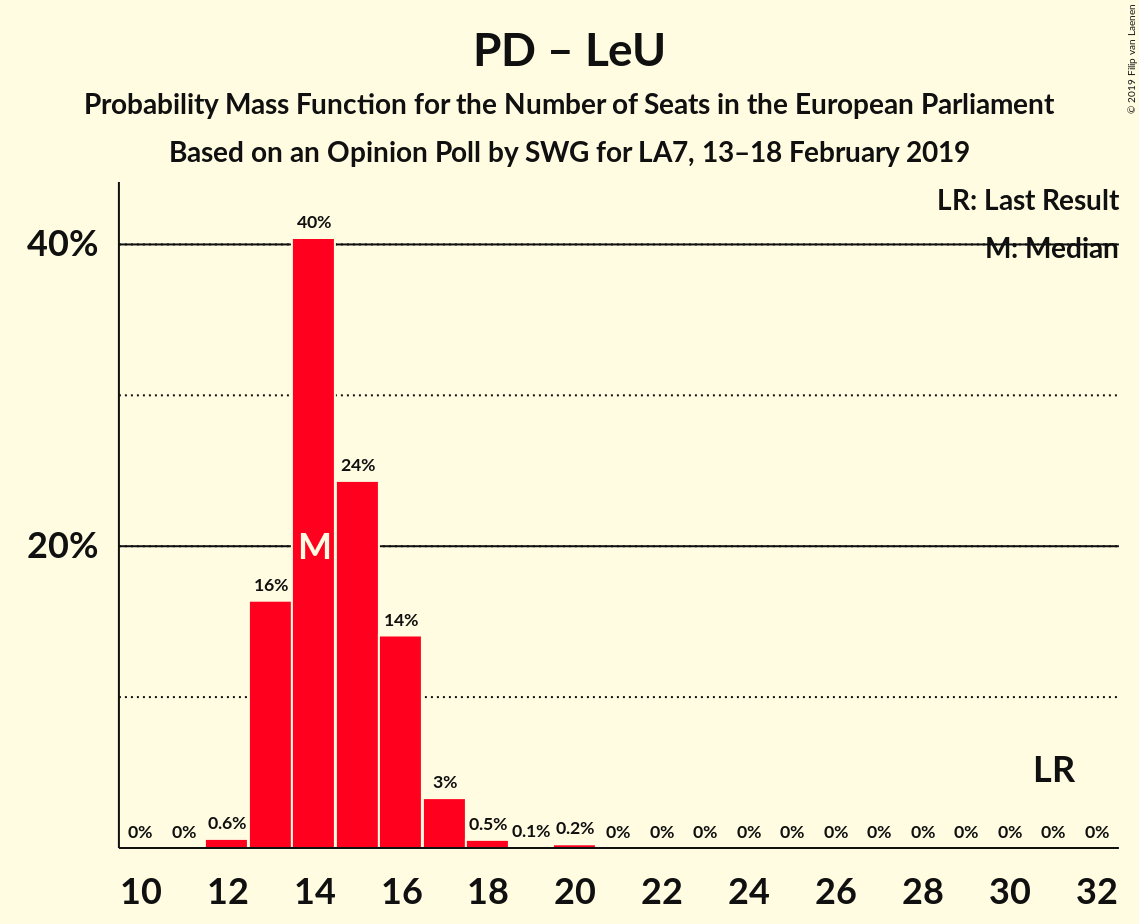 PD – LeU
Probability Mass Function for the Number of Seats in the European Parliament
Based on an Opinion Poll by SWG for LA7, 13–18 February 2019
© 2019 Filip van Laenen
LR: Last Result
M: Median
40%
20%
0% 0% 0.6% 16% 40% 24% 14% 3% 0.5% 0.1% 0.2% 0% 0% 0% 0% 0% 0% 0% 0% 0% 0% 0% 0%
M
LR
10 12 14 16 18 20 22 24 26 28 30 32